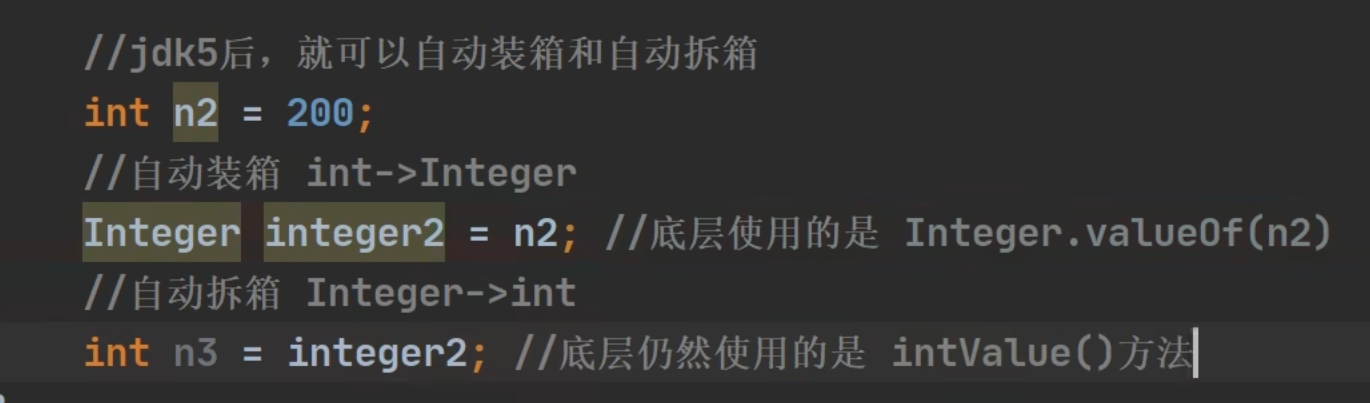 //jdk5后，就可以自动装箱和自动拆箱
int n2 = 200;
//自动装箱 int->Integer
Integer integer2 = n2; //底层使用的是 Integer.valueOf(n2)
//自动拆箱 Integer->int
int n3 = integer2; //底层仍然使用的是 intValue()方法